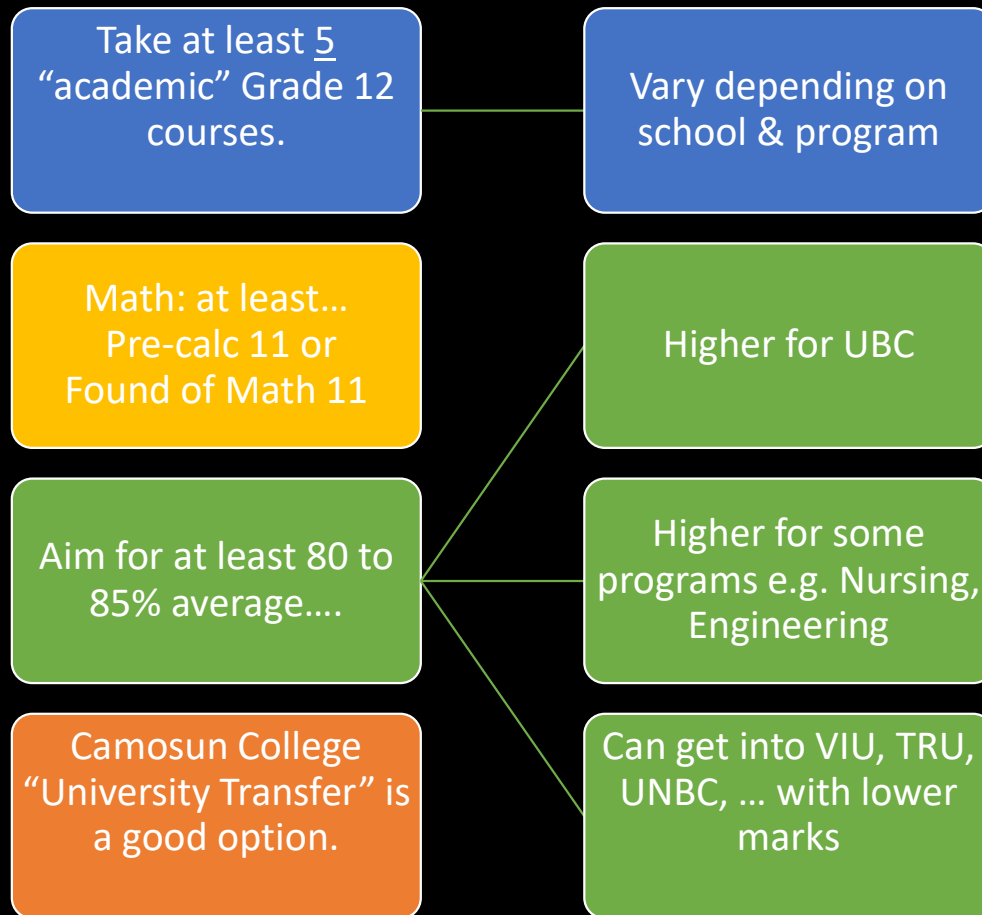 Take at least 5
“academic” Grade 12
courses.
Vary depending on
school & program
Math: at least…
Pre-calc 11 or
Found of Math 11
Higher for UBC
Aim for at least 80 to
85% average….
Higher for some
programs e.g. Nursing,
Engineering
Camosun College
“University Transfer” is
a good option.
Can get into VIU, TRU,
UNBC, … with lower
marks